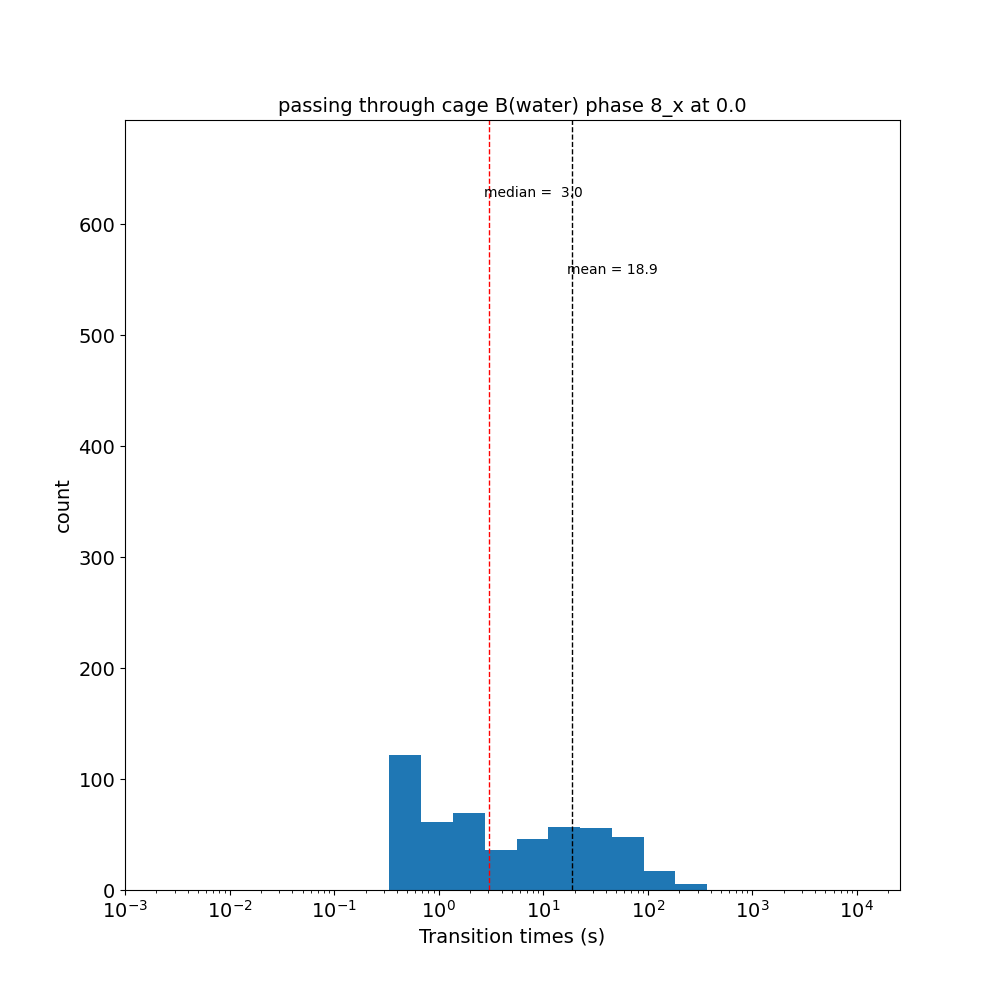 passing through cage B(water) phase 8_x at 0.0
median =  3.0
mean = 18.9
600
500
400
300
200
100
0
count
10⁻³ 10⁻² 10⁻¹ 10⁰ 10¹ 10² 10³ 10⁴
Transition times (s)